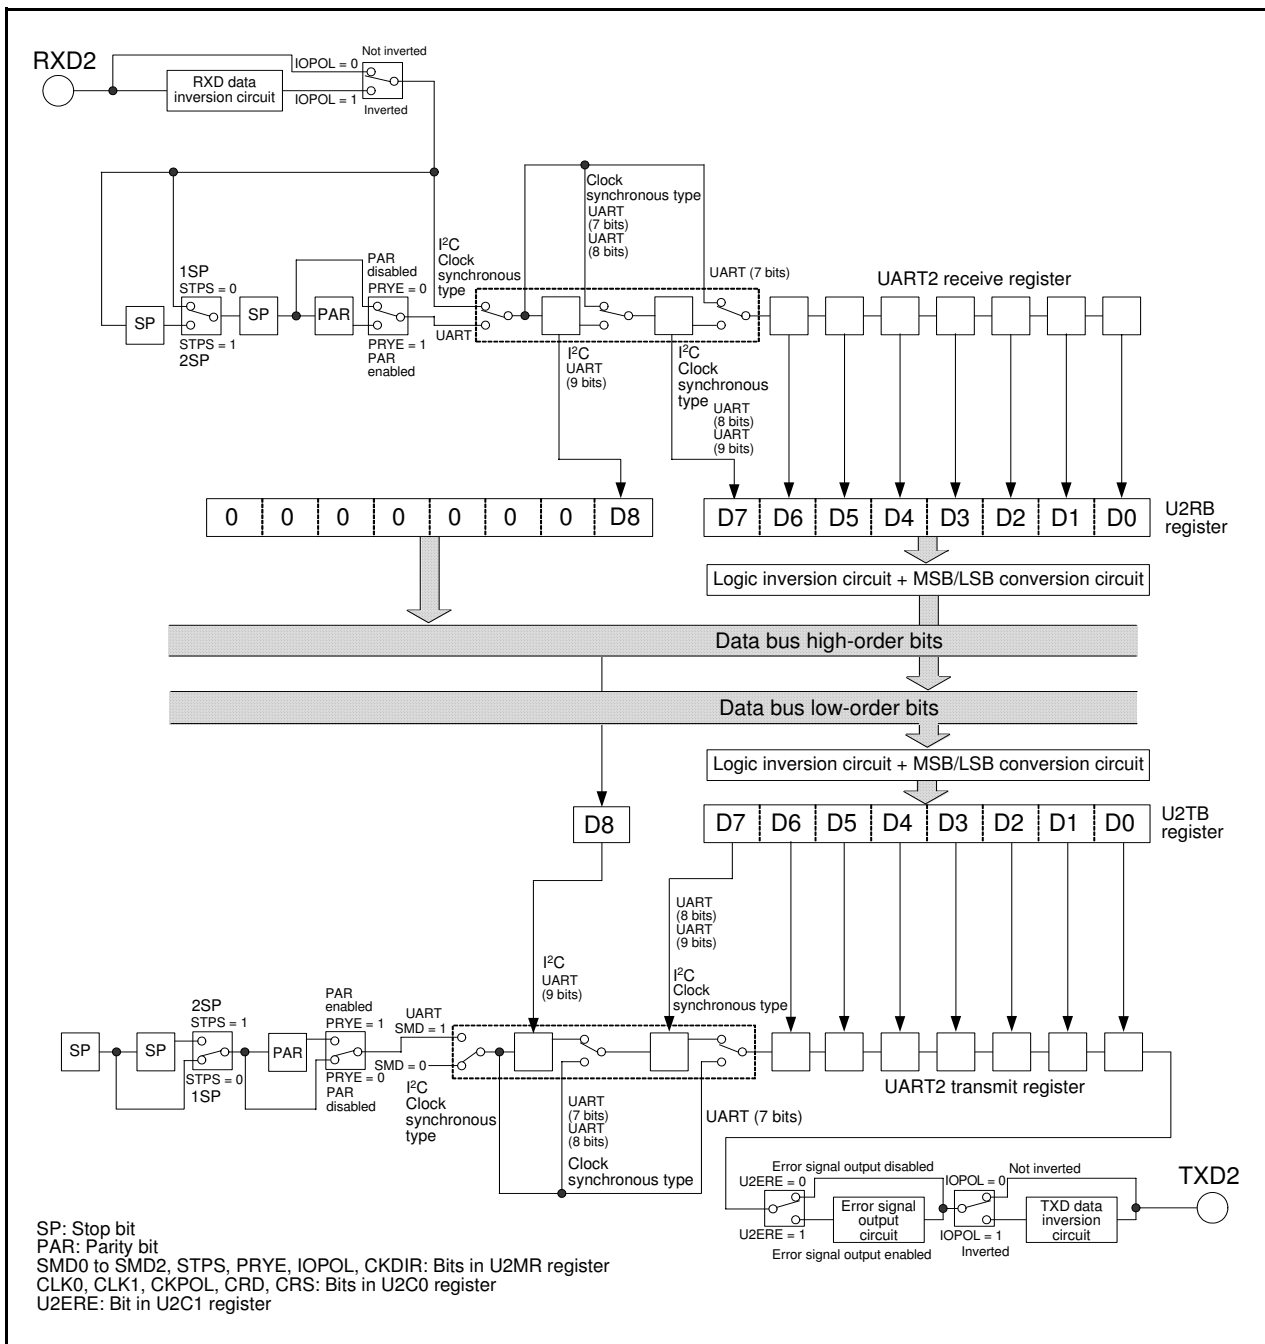 RXD2
Not inverted
IOPOL = 0
RXD data
inversion circuit
IOPOL = 1
Inverted
Clock
synchronous type
UART
(7 bits)
UART
(8 bits)
I²C
Clock
synchronous
type
PAR
disabled
PRYE = 0
1SP
STPS = 0
UART (7 bits)
UART2 receive register
SP
SP
PAR
UART
STPS = 1
2SP
PRYE = 1
PAR
enabled
I²C
UART
(9 bits)
I²C
Clock
synchronous
type
UART
(8 bits)
UART
(9 bits)
0 0 0 0 0 0 0 D8
D7 D6 D5 D4 D3 D2 D1 D0
U2RB
register
Logic inversion circuit + MSB/LSB conversion circuit
Data bus high-order bits
Data bus low-order bits
Logic inversion circuit + MSB/LSB conversion circuit
D8
D7 D6 D5 D4 D3 D2 D1 D0
U2TB
register
UART
(8 bits)
UART
(9 bits)
I²C
UART
(9 bits)
I²C
Clock
synchronous type
2SP
STPS = 1
PAR
enabled
PRYE = 1
UART
SMD = 1
SP
SP
PAR
SMD = 0
STPS = 0
1SP
PRYE = 0
PAR
disabled
I²C
Clock
synchronous
type
UART
(7 bits)
UART
(8 bits)
Clock
synchronous type
UART (7 bits)
UART2 transmit register
Error signal output disabled
U2ERE = 0
IOPOL = 0
Not inverted
TXD2
Error signal
output
circuit
TXD data
inversion
circuit
U2ERE = 1
Error signal output enabled
IOPOL = 1
Inverted
SP: Stop bit
PAR: Parity bit
SMD0 to SMD2, STPS, PRYE, IOPOL, CKDIR: Bits in U2MR register
CLK0, CLK1, CKPOL, CRD, CRS: Bits in U2C0 register
U2ERE: Bit in U2C1 register